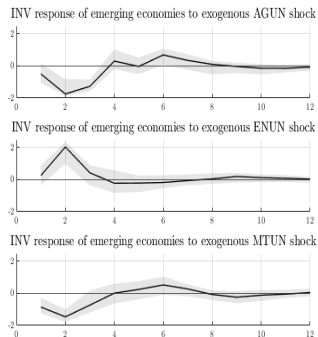 INV response of emerging economies to exogenous AGUN shock
2
0
-2
0 2 4 6 8 10 12
INV response of emerging economies to exogenous ENUN shock
2
0
-2
0 2 4 6 8 10 12
INV response of emerging economies to exogenous MTUN shock
2
0
-2
0 2 4 6 8 10 12